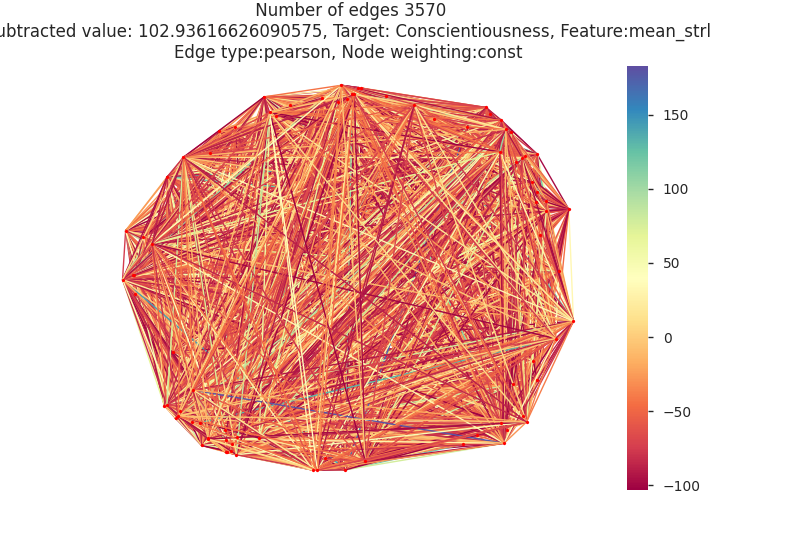 Number of edges 3570
ubtracted value: 102.93616626090575, Target: Conscientiousness, Feature:mean_strl
Edge type:pearson, Node weighting:const
150
100
50
0
−50
−100